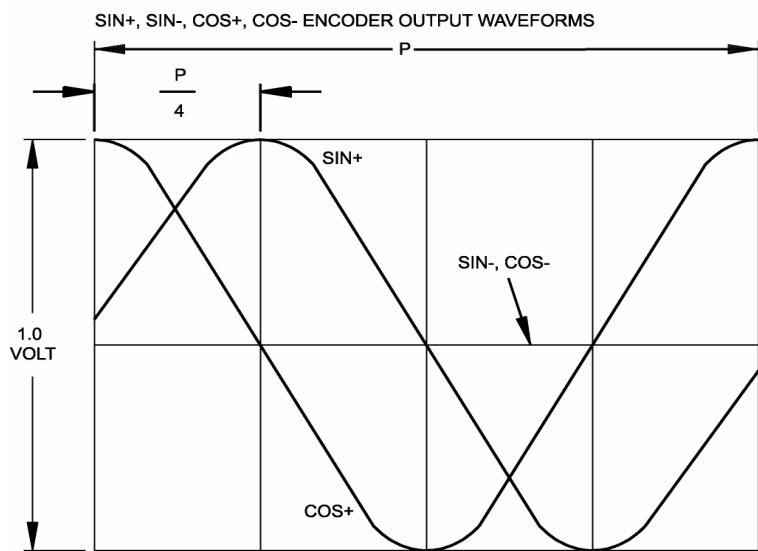 SIN+, SIN-, COS+, COS- ENCODER OUTPUT WAVEFORMS
P
P
4
SIN+
SIN-, COS-
1.0
VOLT
COS+